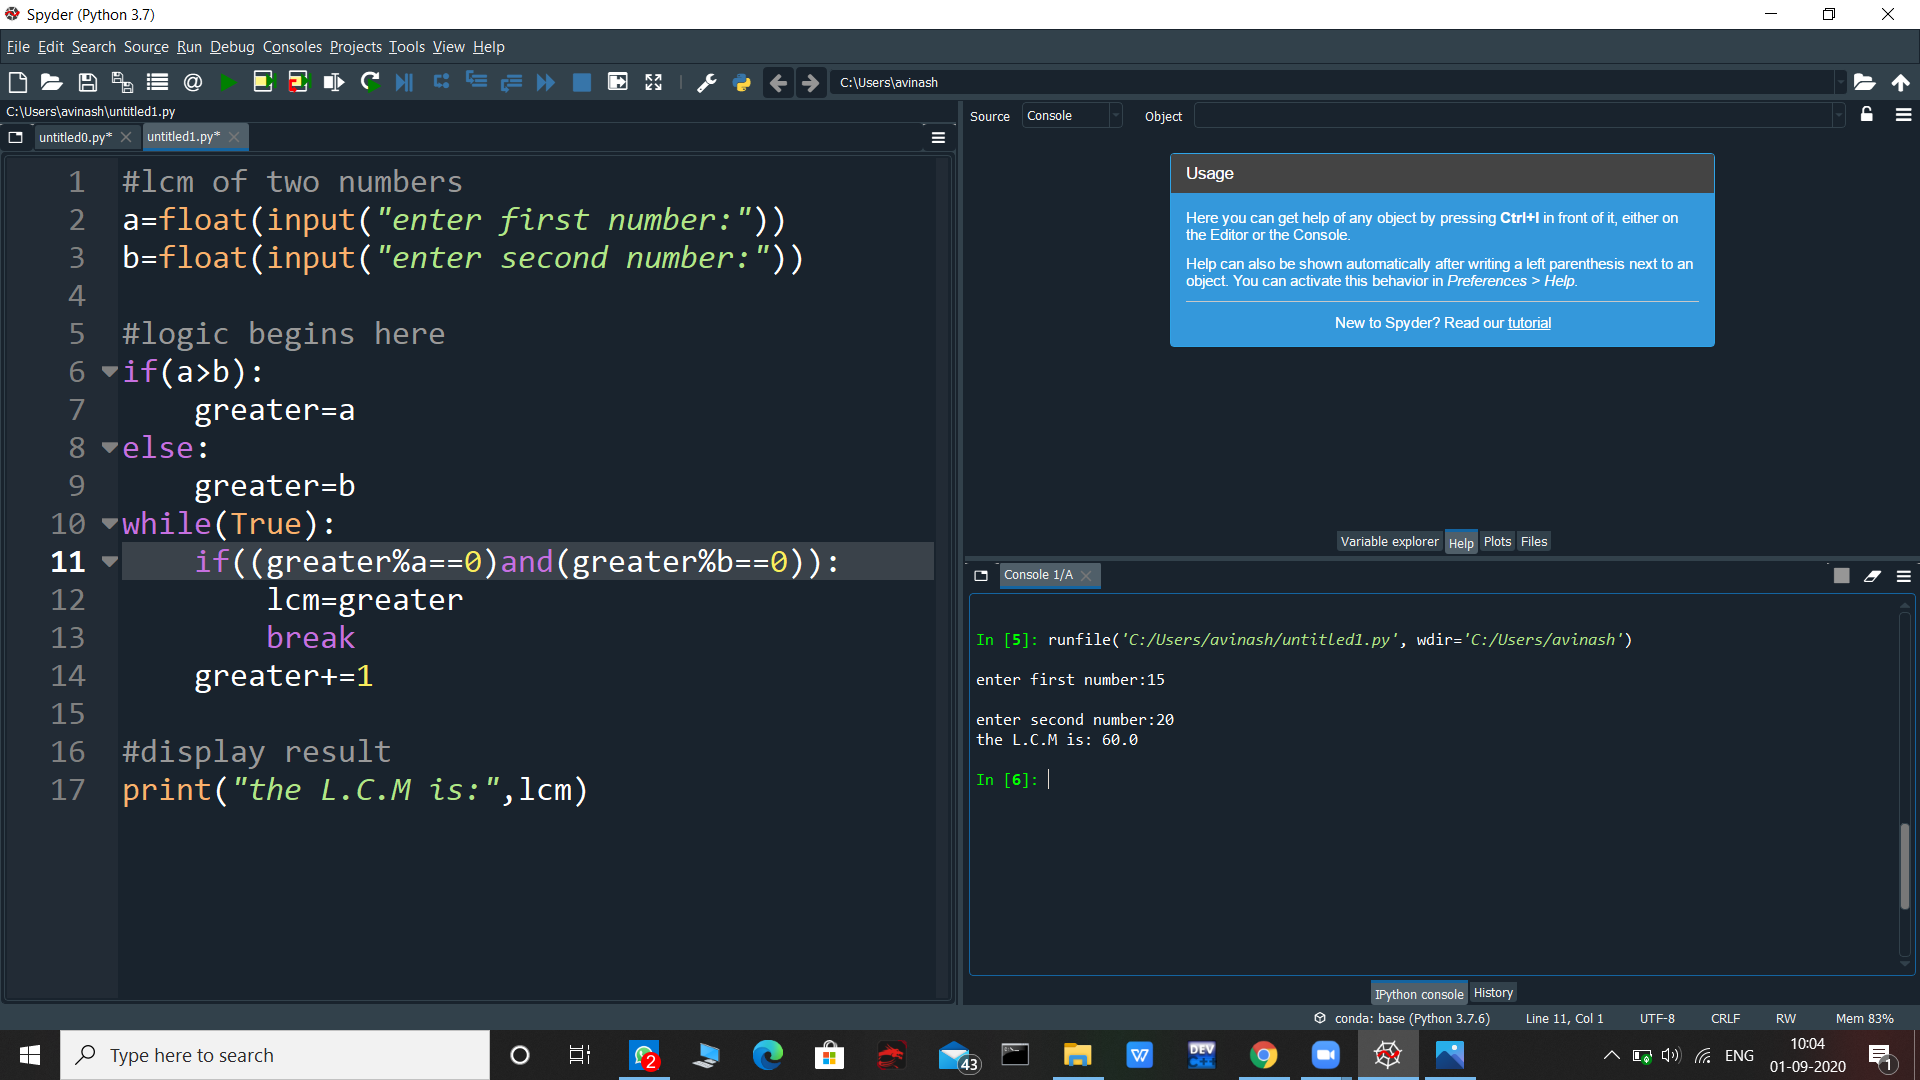 Spyder (Python 3.7)
File Edit Search Source Run Debug Consoles Projects Tools View Help
C:\Users\avinash
C:\Users\avinash\untitled1.py
untitled0.py*
untitled1.py*
1 #lcm of two numbers
2 a=float(input("enter first number:"))
3 b=float(input("enter second number:"))
4
5 #logic begins here
6 if(a>b):
7 greater=a
8 else:
9 greater=b
10 while(True):
11 if((greater%a==0)and(greater%b==0)):
12 lcm=greater
13 break
14 greater+=1
15
16 #display result
17 print("the L.C.M is:",lcm)
Source Console Object
Usage
Here you can get help of any object by pressing Ctrl+I in front of it, either on
the Editor or the Console.
Help can also be shown automatically after writing a left parenthesis next to an
object. You can activate this behavior in Preferences > Help.
New to Spyder? Read our tutorial
Variable explorer Help Plots Files
Console 1/A
In [5]: runfile('C:/Users/avinash/untitled1.py', wdir='C:/Users/avinash')
enter first number:15
enter second number:20
the L.C.M is: 60.0
In [6]:
IPython console History
conda: base (Python 3.7.6) Line 11, Col 1 UTF-8 CRLF RW Mem 83%
Type here to search
2
43
W
DEV
C++
ENG
10:04
01-09-2020
1